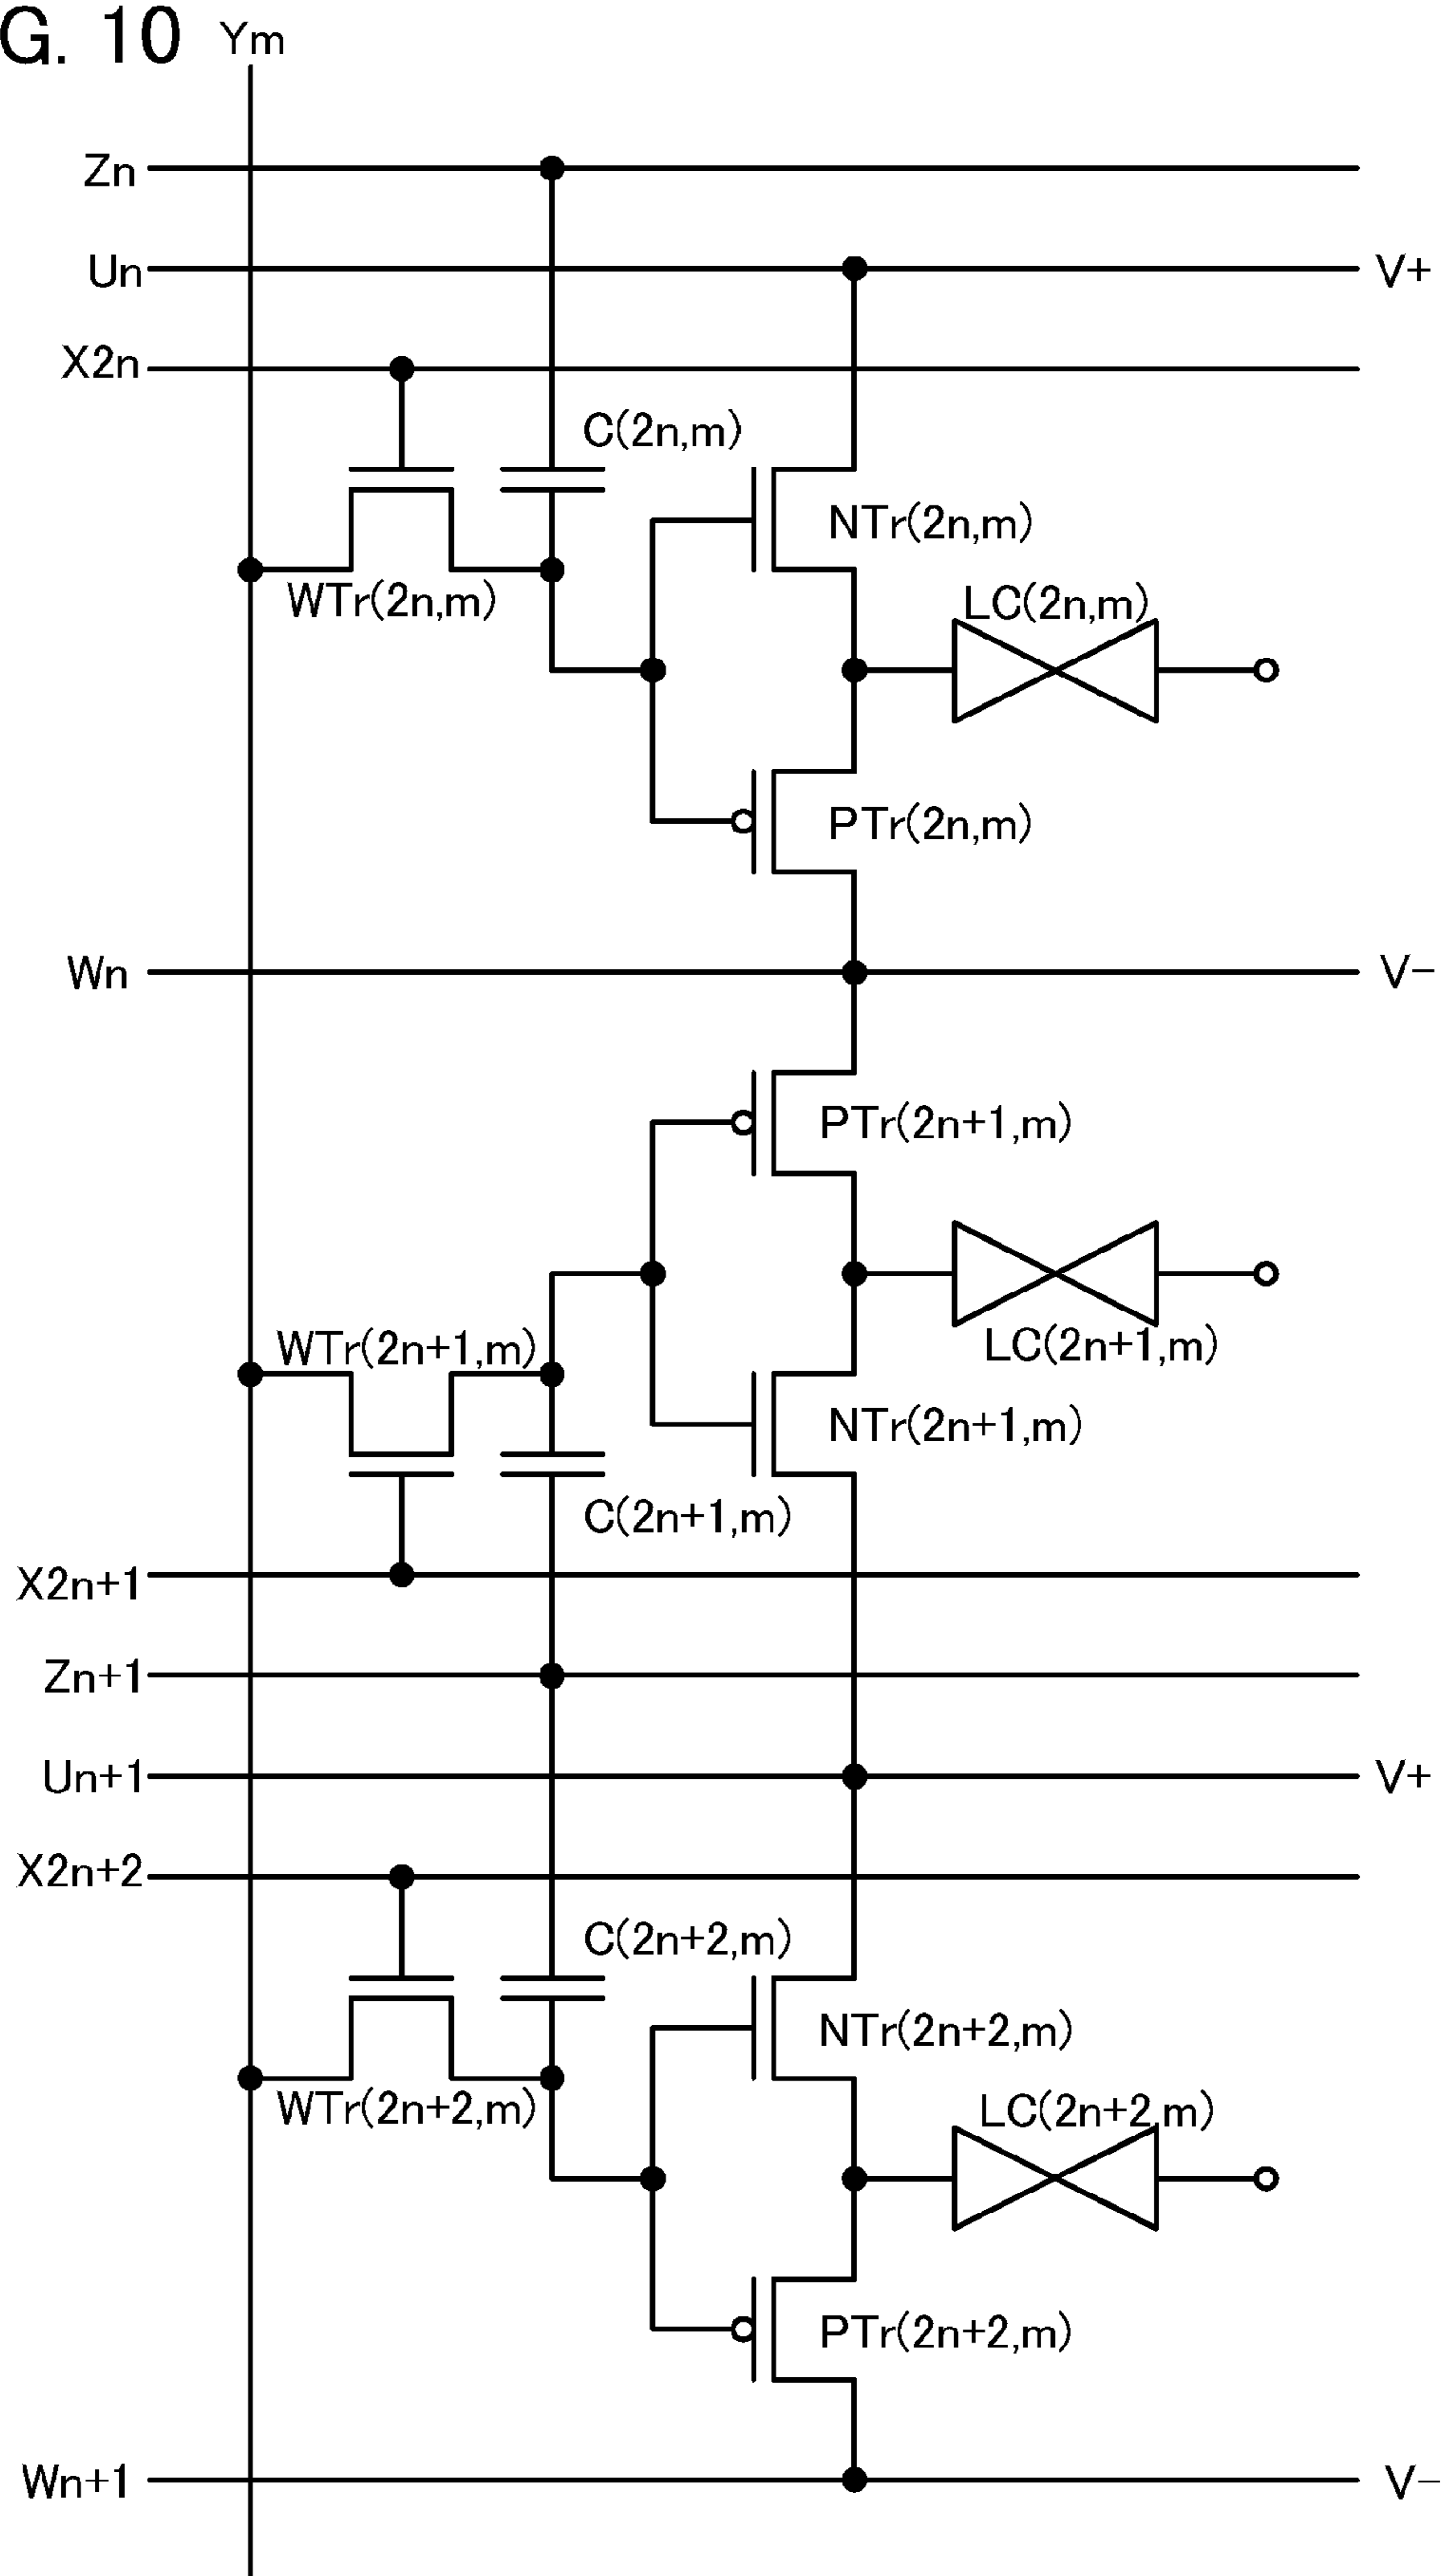 G. 10
Ym
Zn
Un
V+
X2n
C(2n,m)
NTr(2n,m)
WTr(2n,m)
LC(2n,m)
PTr(2n,m)
Wn
V-
PTr(2n+1,m)
WTr(2n+1,m)
LC(2n+1,m)
NTr(2n+1,m)
C(2n+1,m)
X2n+1
Zn+1
Un+1
V+
X2n+2
C(2n+2,m)
NTr(2n+2,m)
WTr(2n+2,m)
LC(2n+2,m)
PTr(2n+2,m)
Wn+1
V-